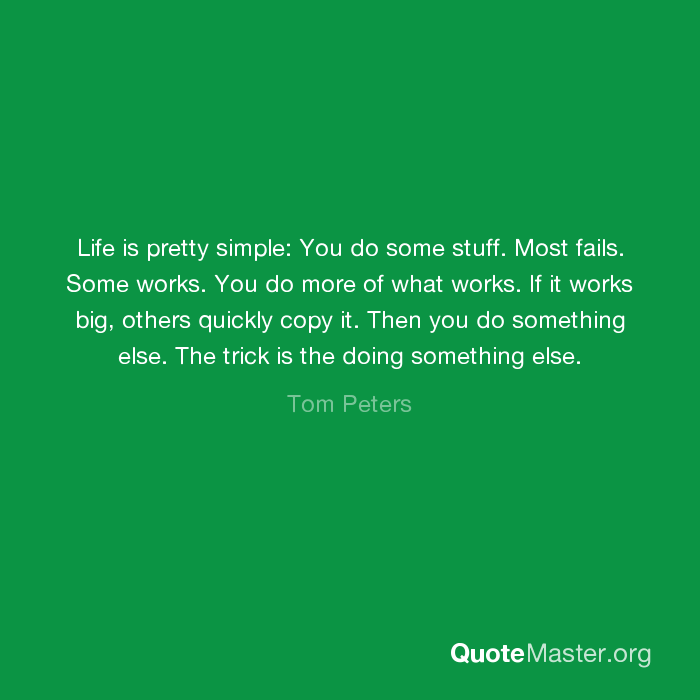 Life is pretty simple: You do some stuff. Most fails.
Some works. You do more of what works. If it works
big, others quickly copy it. Then you do something
else. The trick is the doing something else.
Tom Peters
QuoteMaster.org